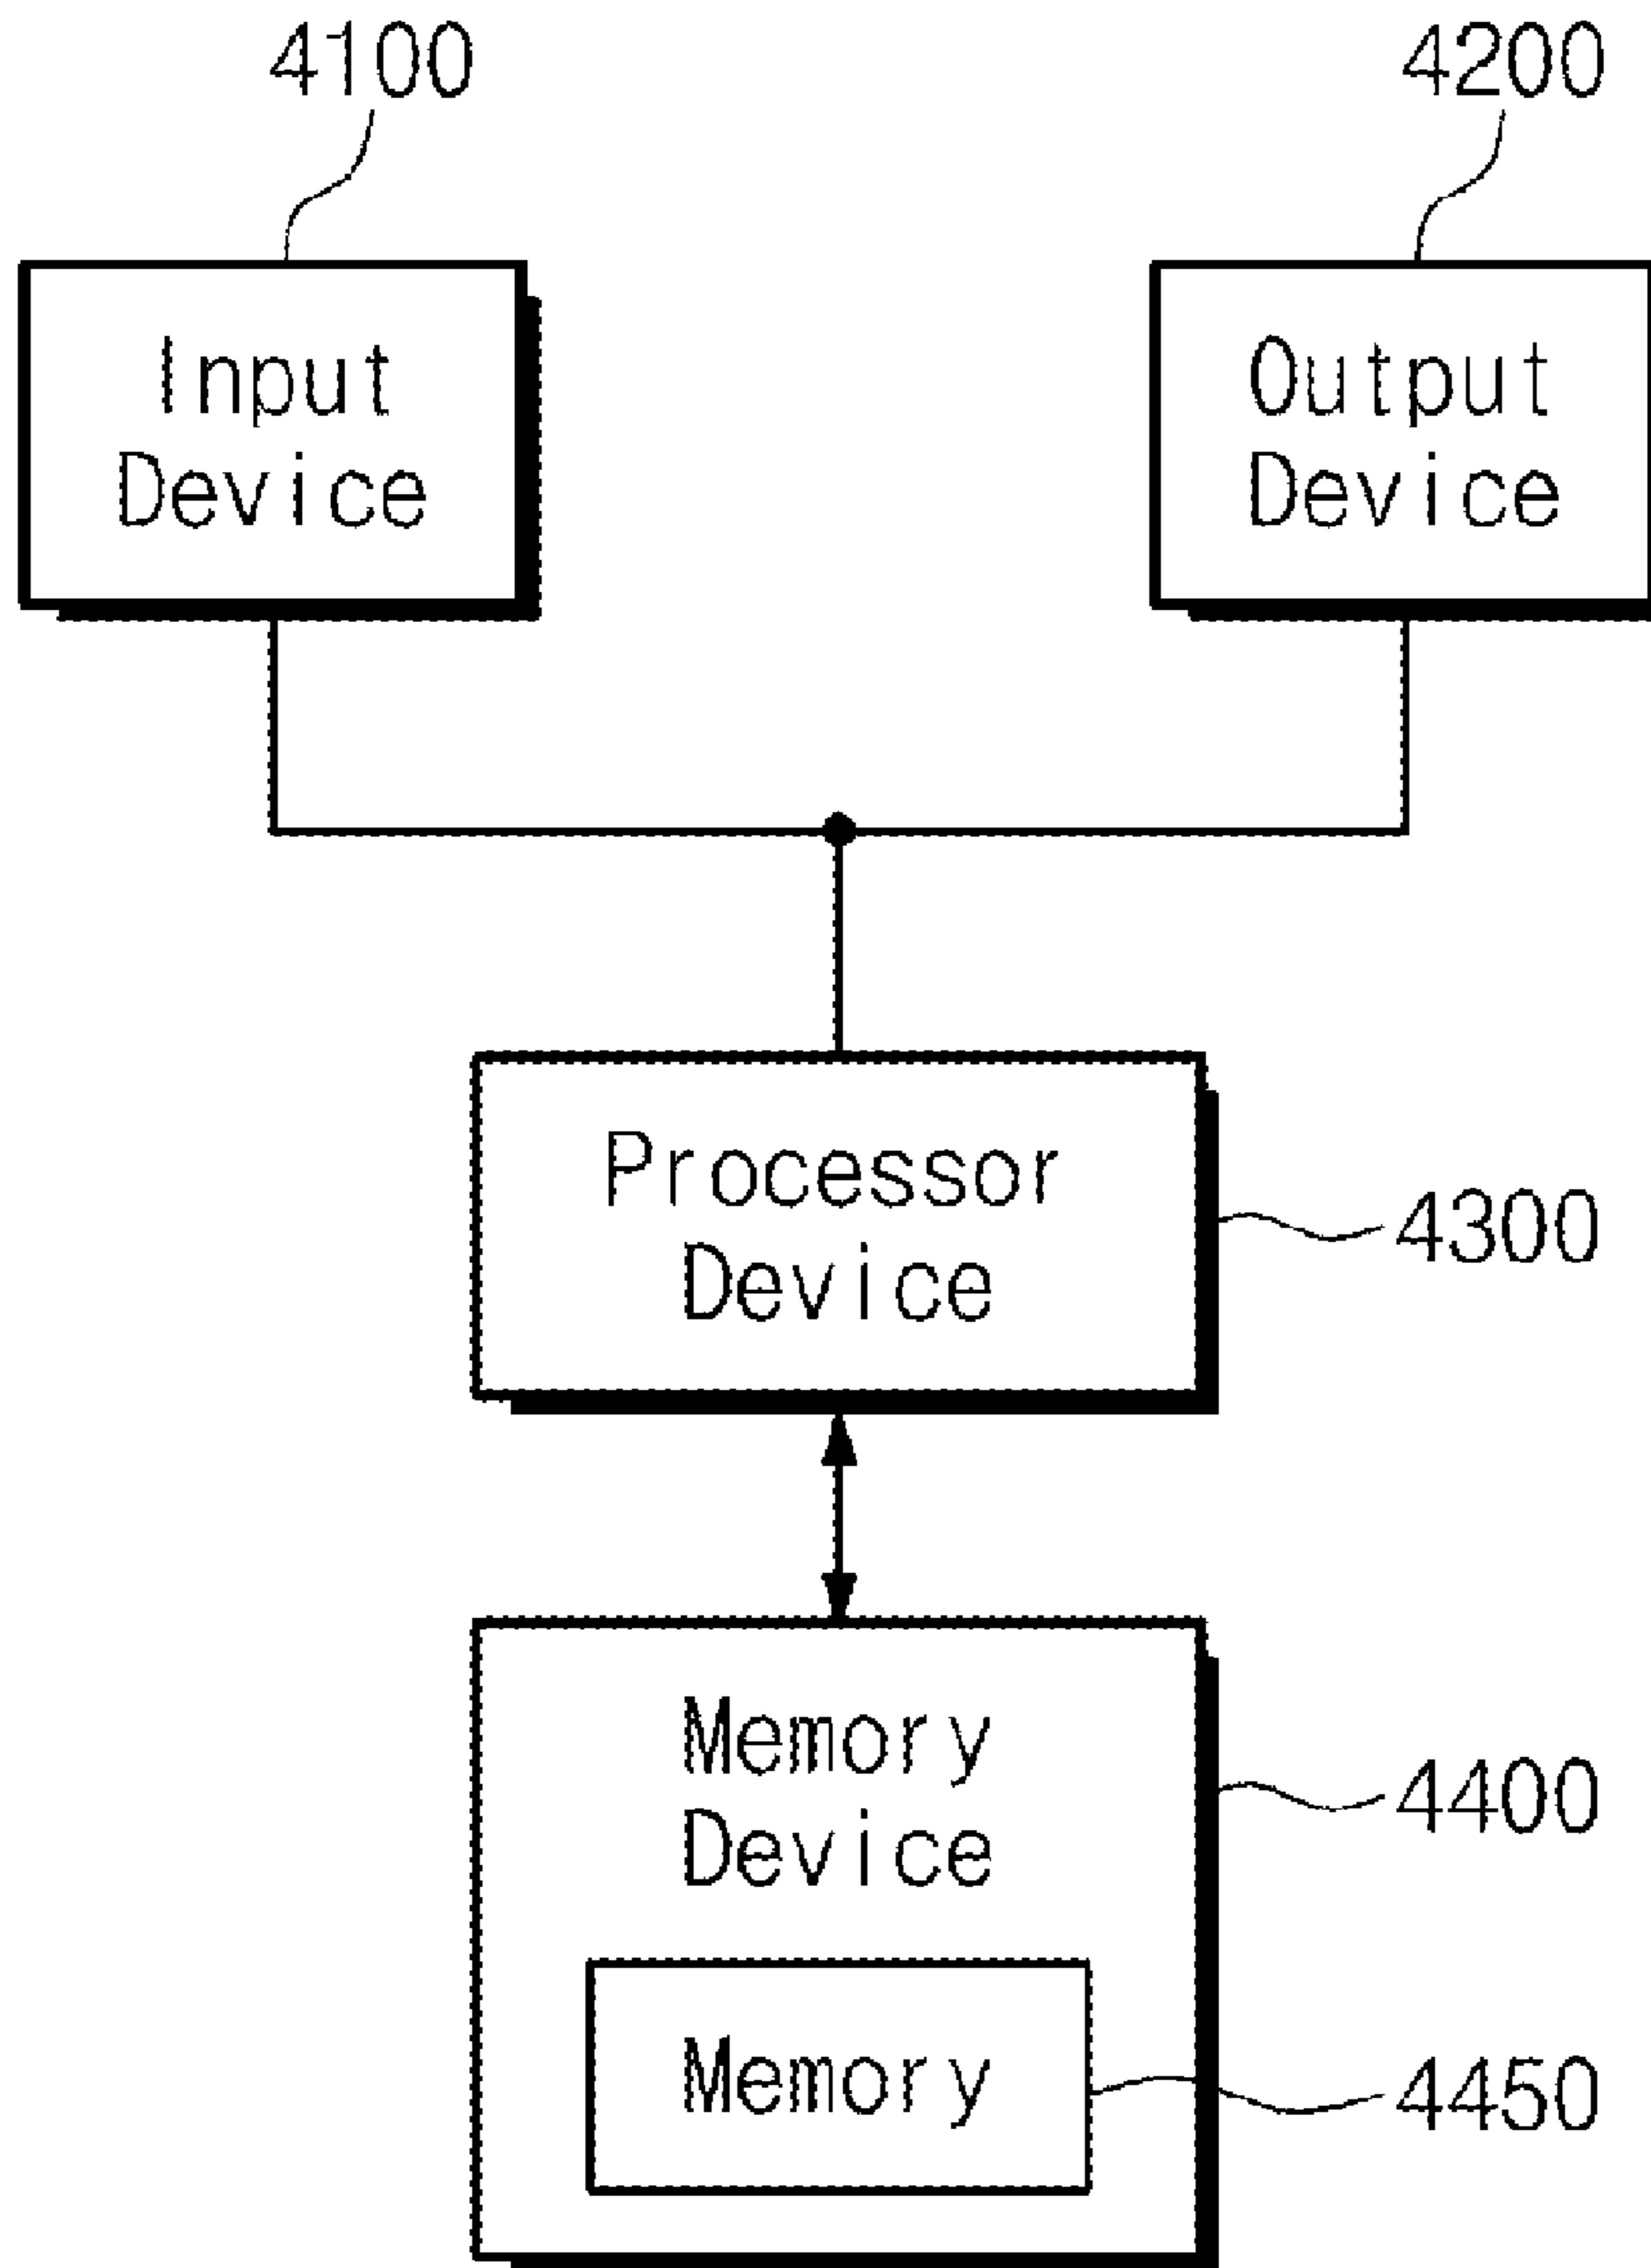 4100
4200
Input
Device
Output
Device
Processor
Device
4300
Memory
Device
4400
Memory
4450